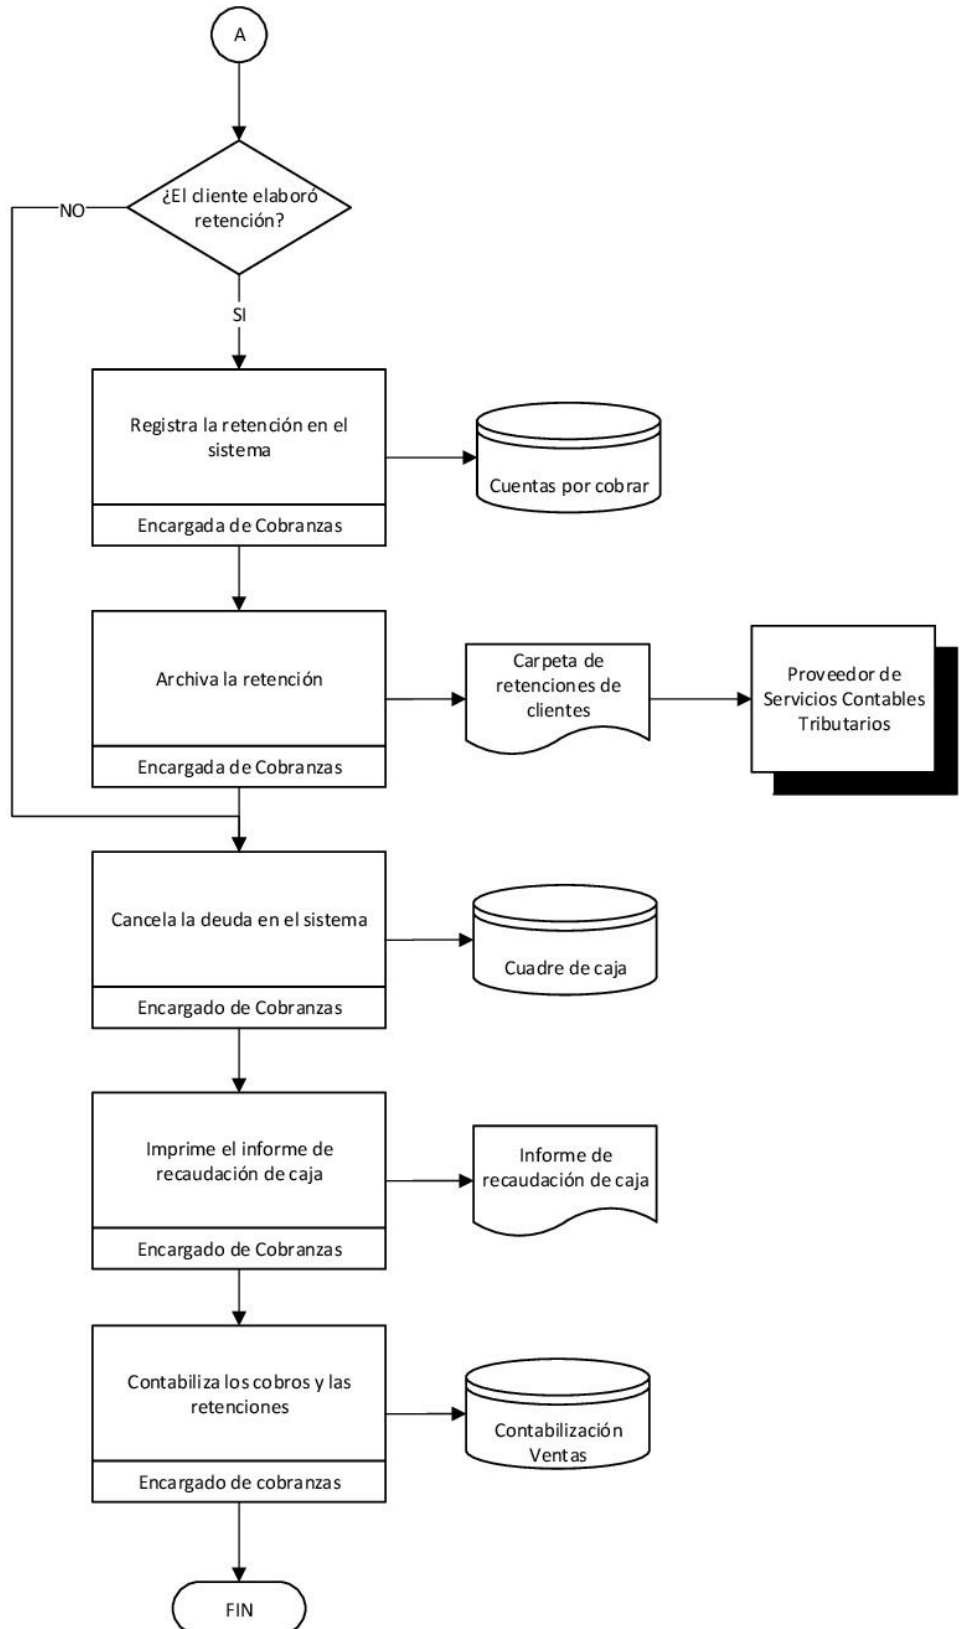 A
¿El cliente elaboró
retención?
NO
SI
Registra la retención en el
sistema
Encargada de Cobranzas
Cuentas por cobrar
Archiva la retención
Encargada de Cobranzas
Carpeta de
retenciones de
clientes
Proveedor de
Servicios Contables
Tributarios
Cancela la deuda en el sistema
Encargado de Cobranzas
Cuadre de caja
Imprime el informe de
recaudación de caja
Encargado de Cobranzas
Informe de
recaudación de caja
Contabiliza los cobros y las
retenciones
Encargado de cobranzas
Contabilización
Ventas
FIN